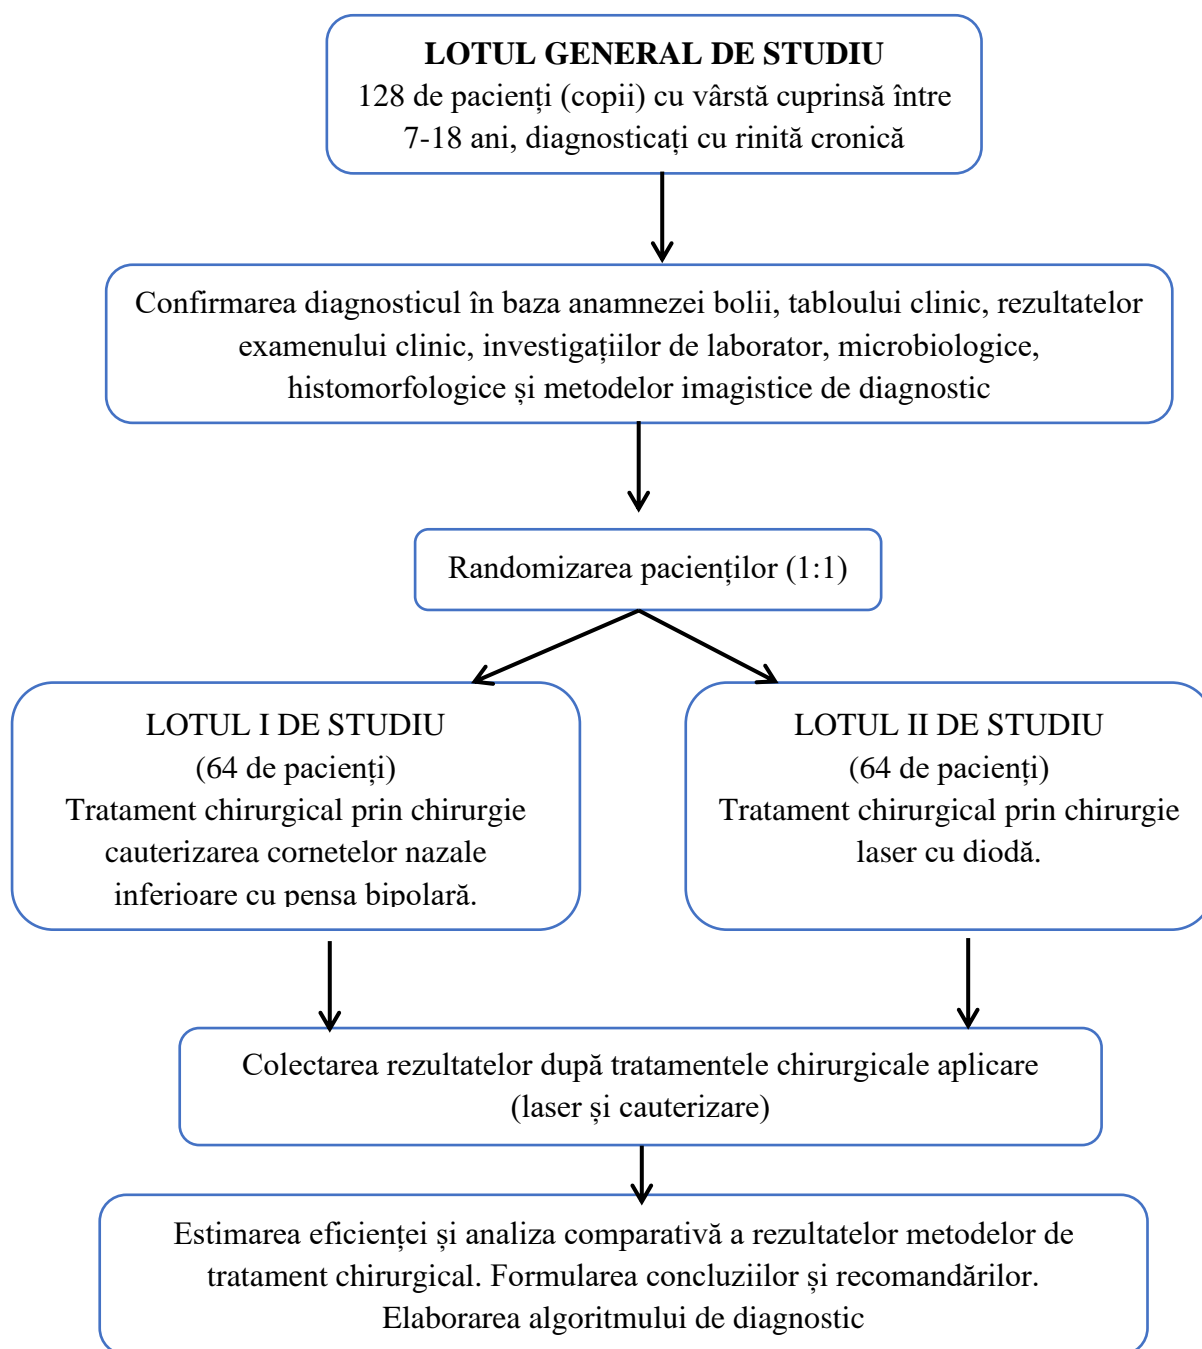 LOTUL GENERAL DE STUDIU
128 de pacienți (copii) cu vârstă cuprinsă între
7-18 ani, diagnosticați cu rinită cronică
Confirmarea diagnosticul în baza anamnezei bolii, tabloului clinic, rezultatelor
examenului clinic, investigațiilor de laborator, microbiologice,
histomorfologice și metodelor imagistice de diagnostic
Randomizarea pacienților (1:1)
LOTUL I DE STUDIU
(64 de pacienți)
Tratament chirurgical prin chirurgie
cauterizarea cornetelor nazale
inferioare cu pensa bipolară.
LOTUL II DE STUDIU
(64 de pacienți)
Tratament chirurgical prin chirurgie
laser cu diodă.
Colectarea rezultatelor după tratamentele chirurgicale aplicare
(laser și cauterizare)
Estimarea eficienței și analiza comparativă a rezultatelor metodelor de
tratament chirurgical. Formularea concluziilor și recomandărilor.
Elaborarea algoritmului de diagnostic